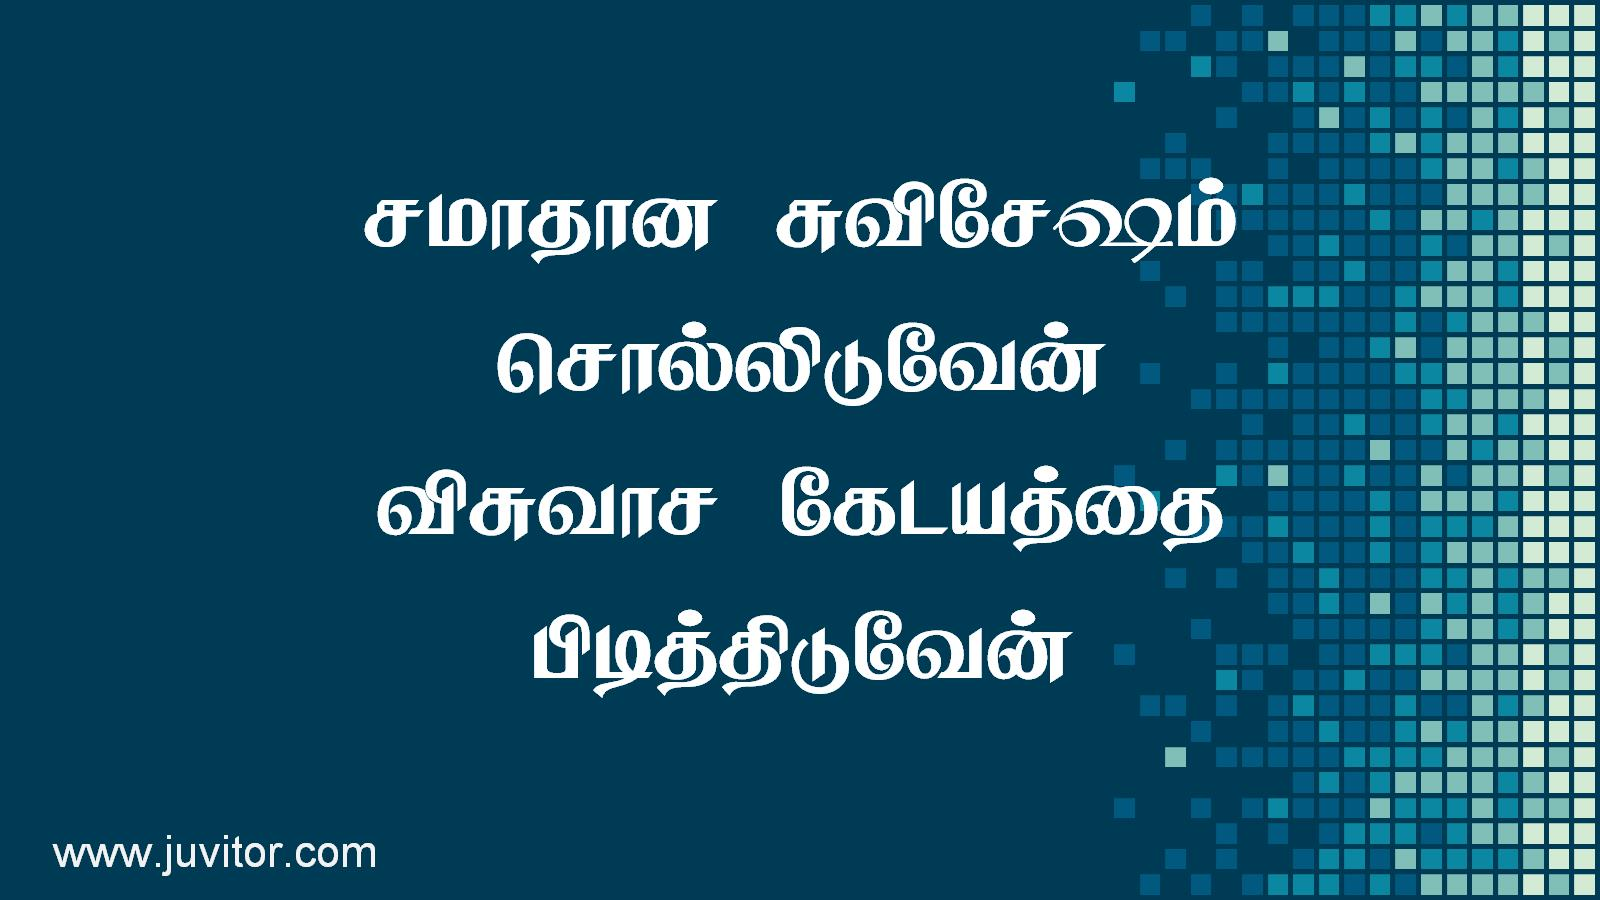 சமாதான சுவிசேஷம்
சொல்லிடுவேன்
விசுவாச கேடயத்தை
பிடித்திடுவேன்
www.juvitor.com